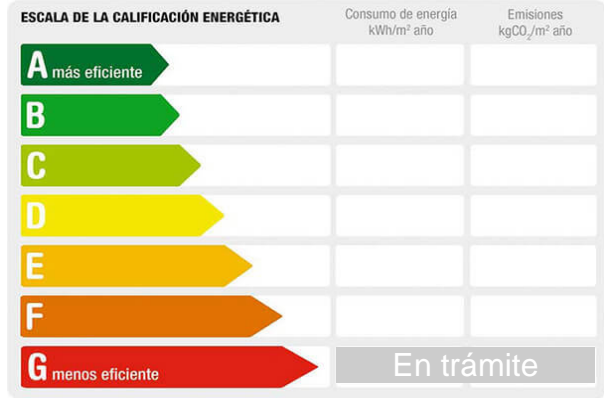 ESCALA DE LA CALIFICACIÓN ENERGÉTICA
Consumo de energía
kWh/m² año
Emisiones
kgCO₂/m² año
A más eficiente
B
C
D
E
F
G menos eficiente
En trámite